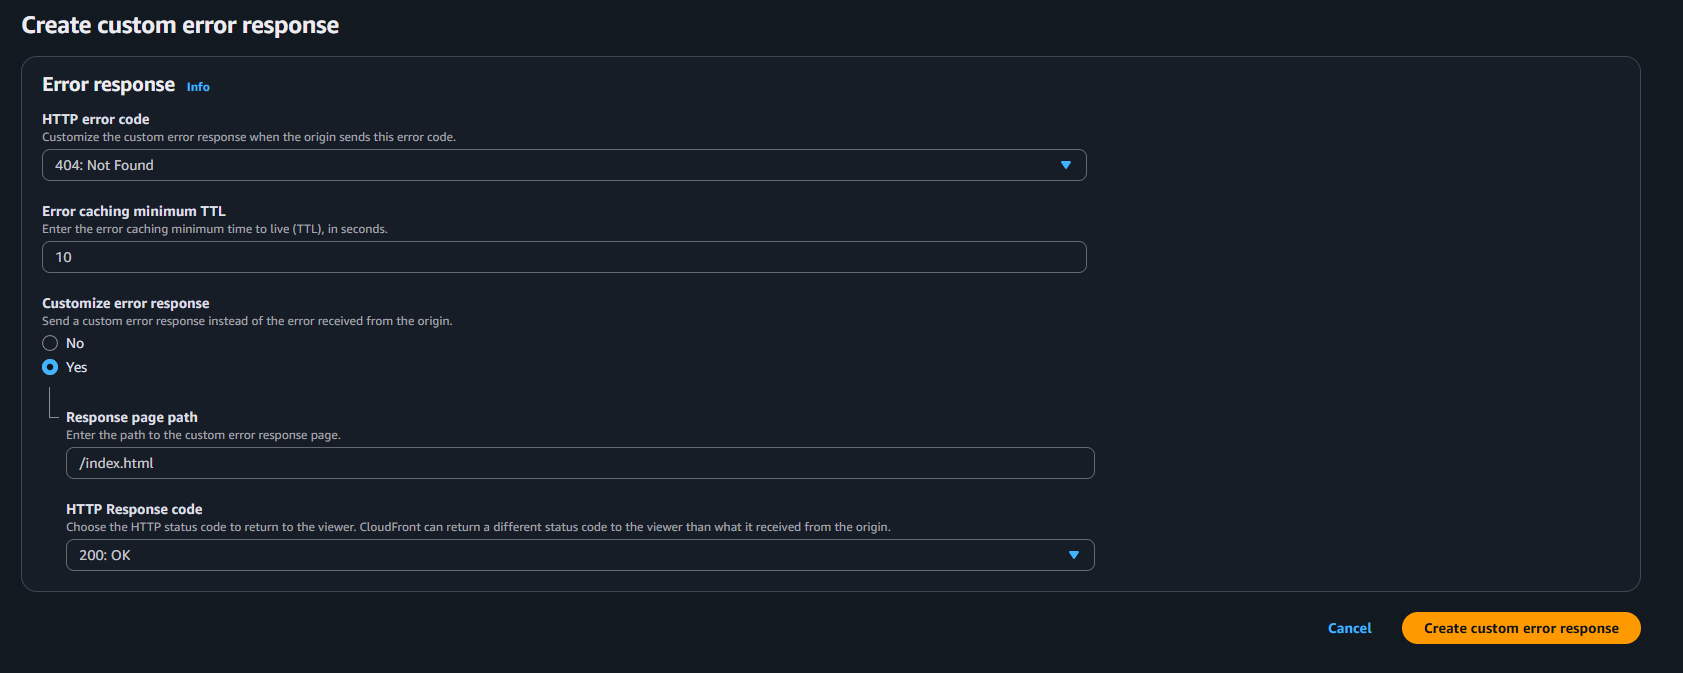 Create custom error response
Error response Info
HTTP error code
Customize the custom error response when the origin sends this error code.
404: Not Found
Error caching minimum TTL
Enter the error caching minimum time to live (TTL), in seconds.
10
Customize error response
Send a custom error response instead of the error received from the origin.
No
Yes
Response page path
Enter the path to the custom error response page.
/index.html
HTTP Response code
Choose the HTTP status code to return to the viewer. CloudFront can return a different status code to the viewer than what it received from the origin.
200: OK
Cancel Create custom error response